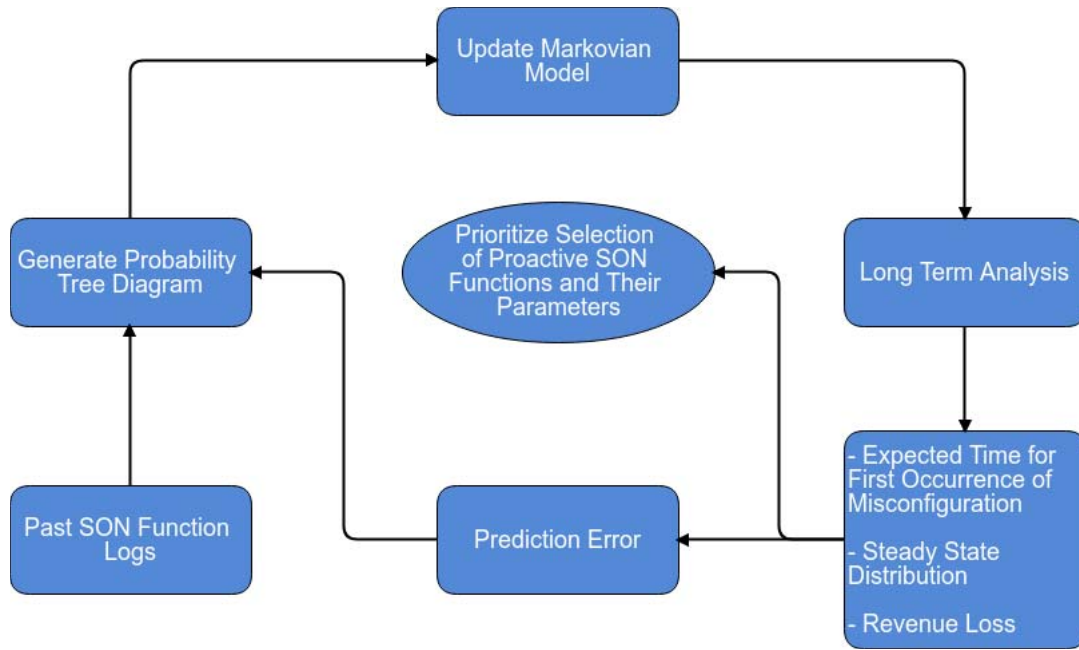 Update Markovian
Model
Generate Probability
Tree Diagram
Prioritize Selection
of Proactive SON
Functions and Their
Parameters
Long Term Analysis
Past SON Function
Logs
Prediction Error
- Expected Time for
First Occurrence of
Misconfiguration
- Steady State
Distribution
- Revenue Loss